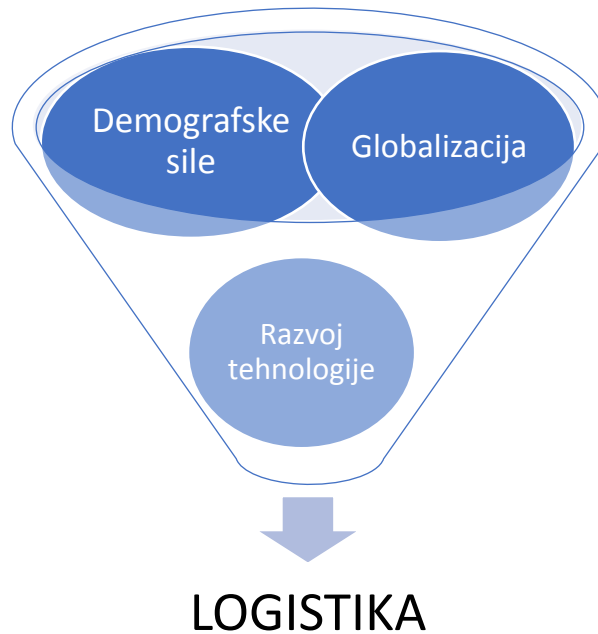 Demografske
sile
Globalizacija
Razvoj
tehnologije
LOGISTIKA